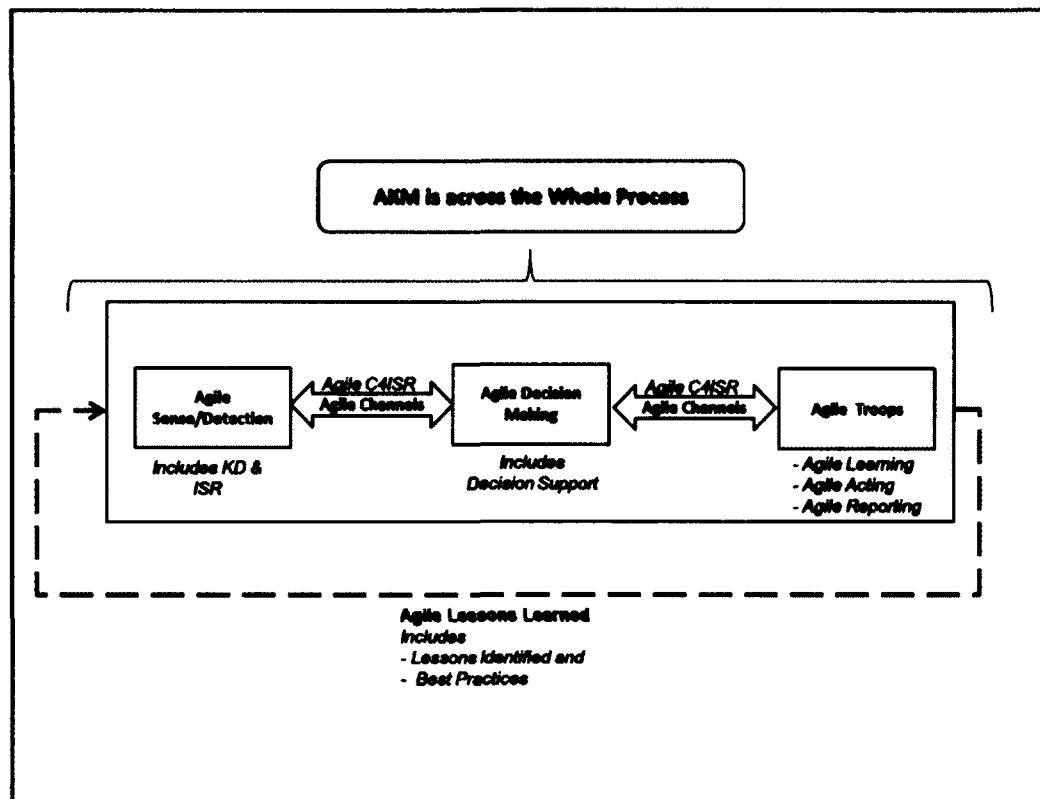 AKM is across the Whole Process
Agile
Sense/Detection
Includes KD &
ISR
Agile C4ISR
Agile Channels
Agile Decision
Making
Includes
Decision Support
Agile C4ISR
Agile Channels
Agile Troops
- Agile Learning
- Agile Acting
- Agile Reporting
Agile Lessons Learned
Includes
- Lessons Identified and
- Best Practices